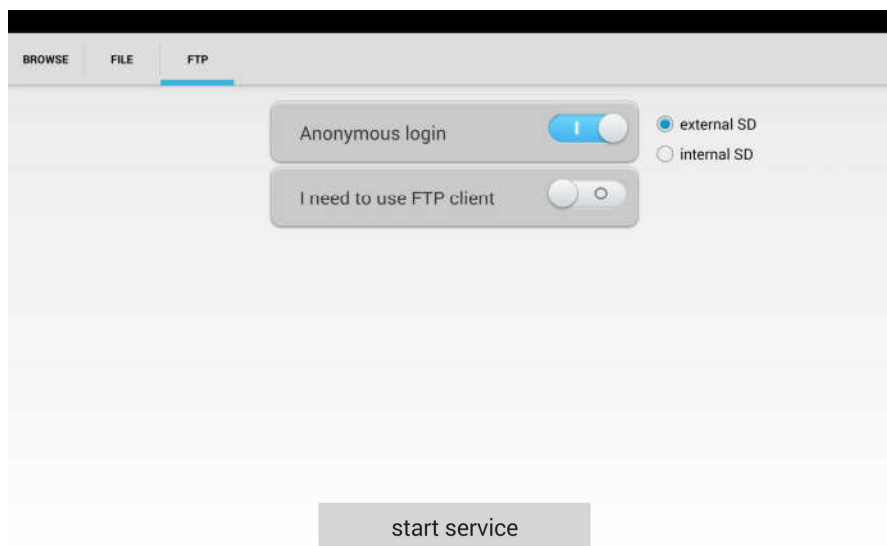 BROWSE FILE FTP
Anonymous login
external SD
internal SD
I need to use FTP client
start service